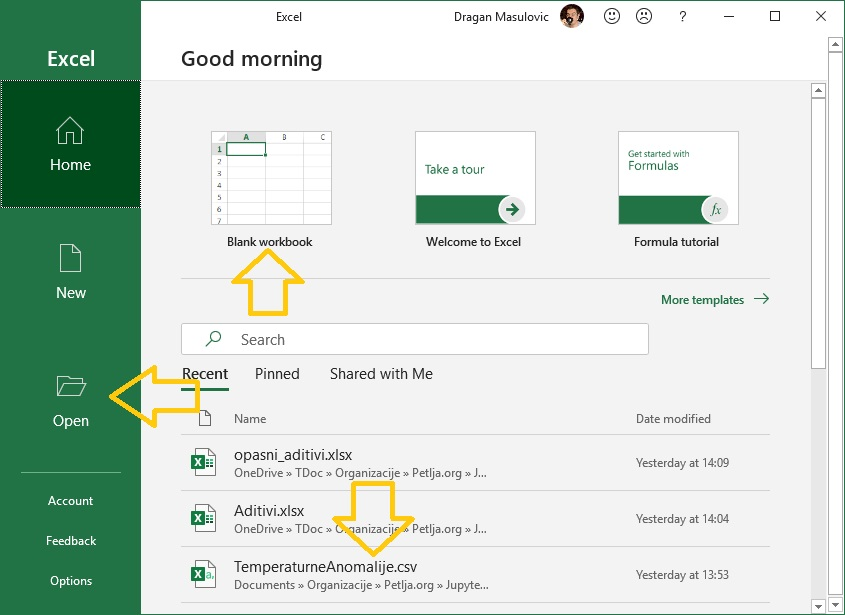 Excel
Dragan Masulovic
?
Excel
Good morning
Home
New
Open
Account
Feedback
Options
A B C
1
2
3
4
5
6
7
Blank workbook
Take a tour
Welcome to Excel
Get started with
Formulas
fx
Formula tutorial
More templates
Search
Recent Pinned Shared with Me
Name Date modified
opasni_aditivi.xlsx
OneDrive » TDoc » Organizacije » Petlja.org » J...
Yesterday at 14:09
Aditivi.xlsx
OneDrive » TDoc » Organizacije » Petlja.org » J...
Yesterday at 14:04
TemperaturneAnomalije.csv
Documents » Organizacije » Petlja.org » Jupyte...
Yesterday at 13:53